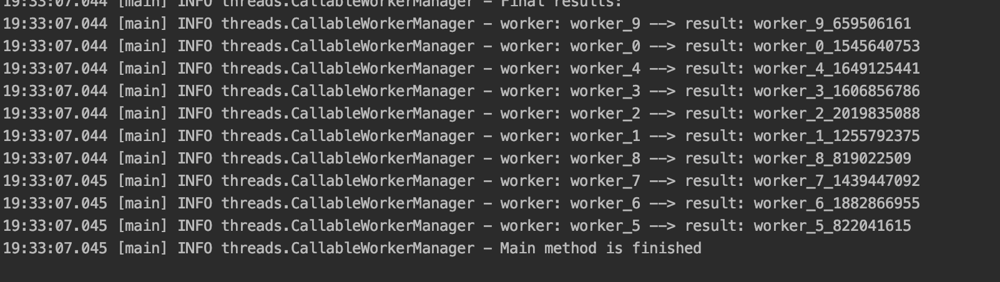 19:33:07.044 [main] INFO threads.CallableWorkerManager - Final results:
19:33:07.044 [main] INFO threads.CallableWorkerManager - worker: worker_9 --> result: worker_9_659506161
19:33:07.044 [main] INFO threads.CallableWorkerManager - worker: worker_0 --> result: worker_0_1545640753
19:33:07.044 [main] INFO threads.CallableWorkerManager - worker: worker_4 --> result: worker_4_1649125441
19:33:07.044 [main] INFO threads.CallableWorkerManager - worker: worker_3 --> result: worker_3_1606856786
19:33:07.044 [main] INFO threads.CallableWorkerManager - worker: worker_2 --> result: worker_2_2019835088
19:33:07.044 [main] INFO threads.CallableWorkerManager - worker: worker_1 --> result: worker_1_1255792375
19:33:07.044 [main] INFO threads.CallableWorkerManager - worker: worker_8 --> result: worker_8_819022509
19:33:07.045 [main] INFO threads.CallableWorkerManager - worker: worker_7 --> result: worker_7_1439447092
19:33:07.045 [main] INFO threads.CallableWorkerManager - worker: worker_6 --> result: worker_6_1882866955
19:33:07.045 [main] INFO threads.CallableWorkerManager - worker: worker_5 --> result: worker_5_822041615
19:33:07.045 [main] INFO threads.CallableWorkerManager - Main method is finished